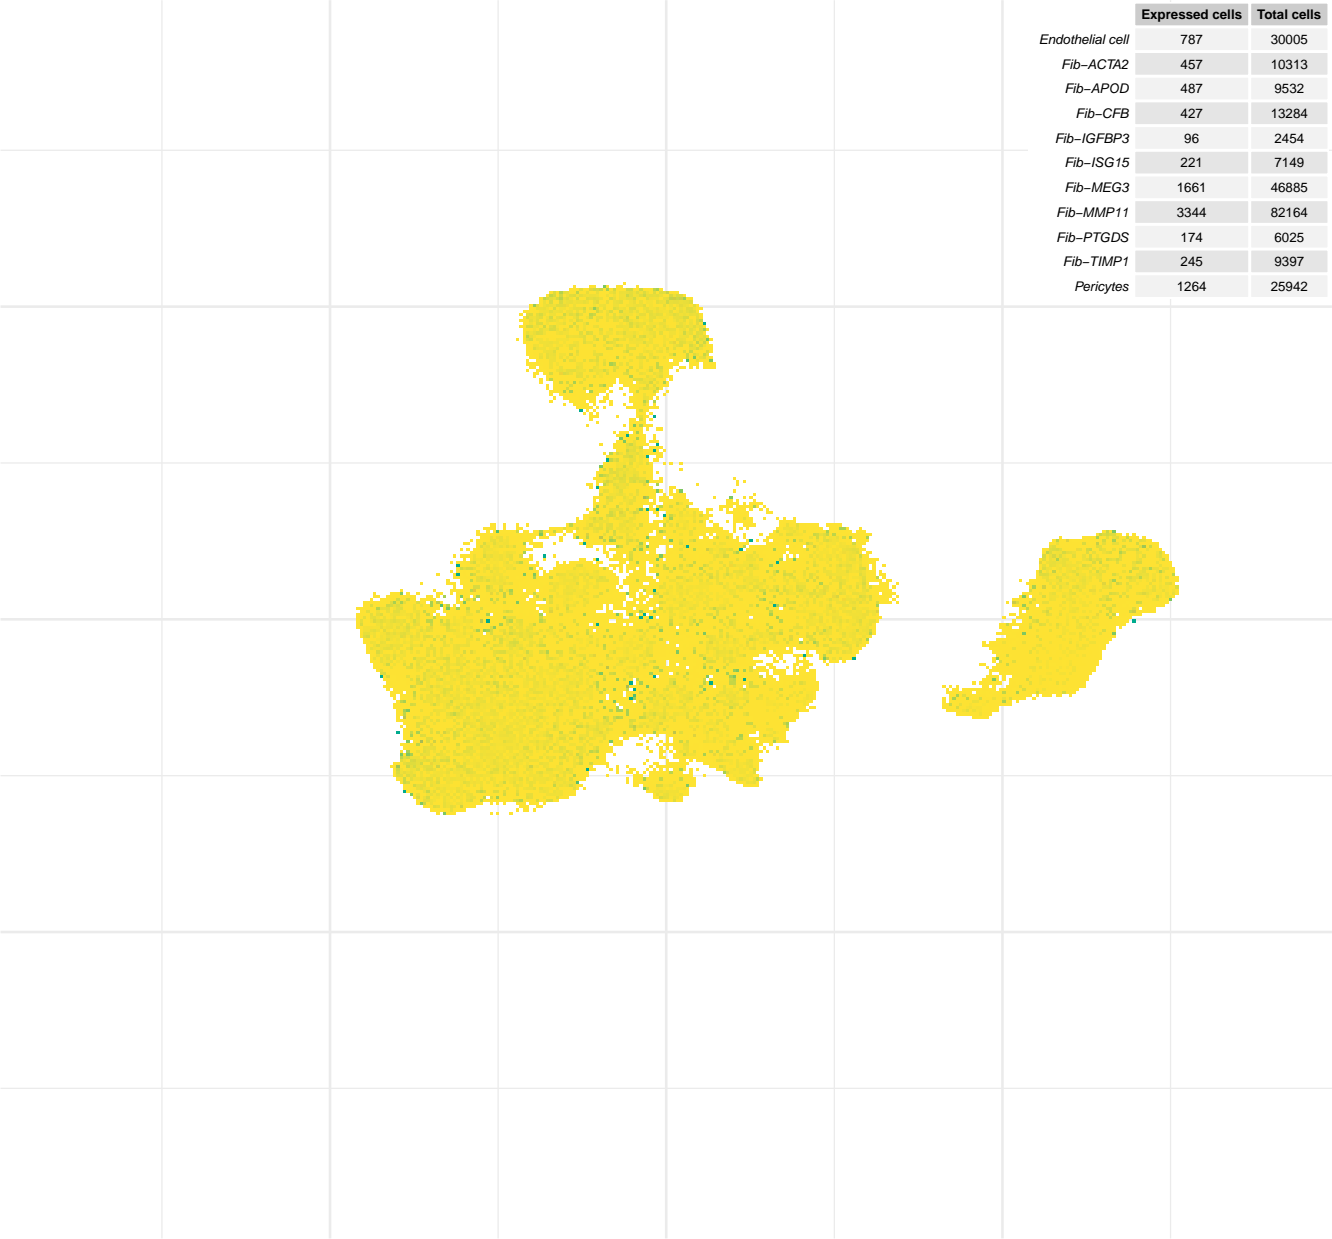 Expressed cells Total cells
Endothelial cell 787 30005
Fib−ACTA2 457 10313
Fib−APOD 487 9532
Fib−CFB 427 13284
Fib−IGFBP3 96 2454
Fib−ISG15 221 7149
Fib−MEG3 1661 46885
Fib−MMP11 3344 82164
Fib−PTGDS 174 6025
Fib−TIMP1 245 9397
Pericytes 1264 25942